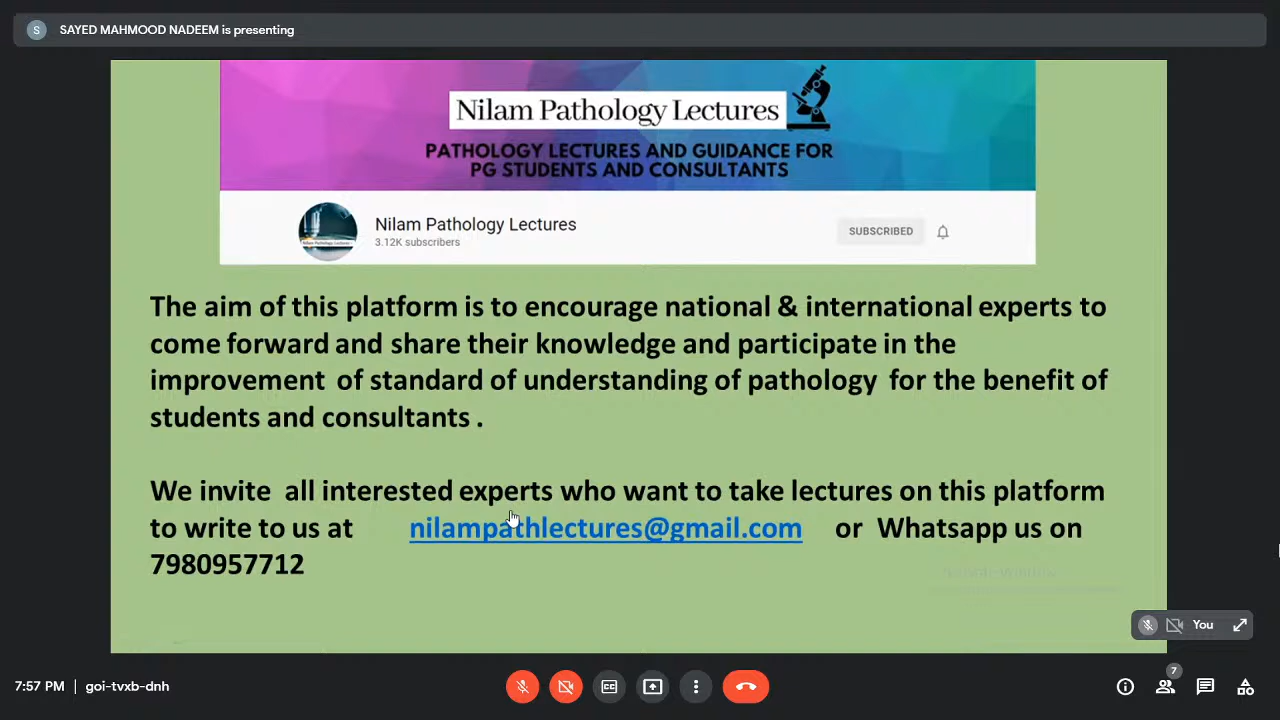 S SAYED MAHMOOD NADEEM is presenting
Nilam Pathology Lectures
PATHOLOGY LECTURES AND GUIDANCE FOR
PG STUDENTS AND CONSULTANTS
Nilam Pathology Lectures
3.12K subscribers
SUBSCRIBED
The aim of this platform is to encourage national & international experts to
come forward and share their knowledge and participate in the
improvement of standard of understanding of pathology for the benefit of
students and consultants .
We invite all interested experts who want to take lectures on this platform
to write to us at nilampathlectures@gmail.com or Whatsapp us on
7980957712
You
7:57 PM | goi-tvxb-dnh
CC
7